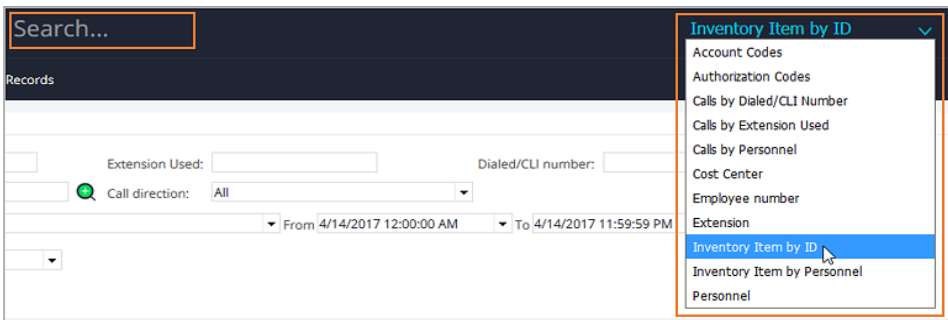 Search...
Inventory Item by ID
Account Codes
Authorization Codes
Records
Calls by Dialed/CLI Number
Calls by Extension Used
Calls by Personnel
Extension Used:
Dialed/CLI number:
Cost Center
Call direction:
All
Employee number
From 4/14/2017 12:00:00 AM
To 4/14/2017 11:59:59 PM
Extension
Inventory Item by ID
Inventory Item by Personnel
Personnel